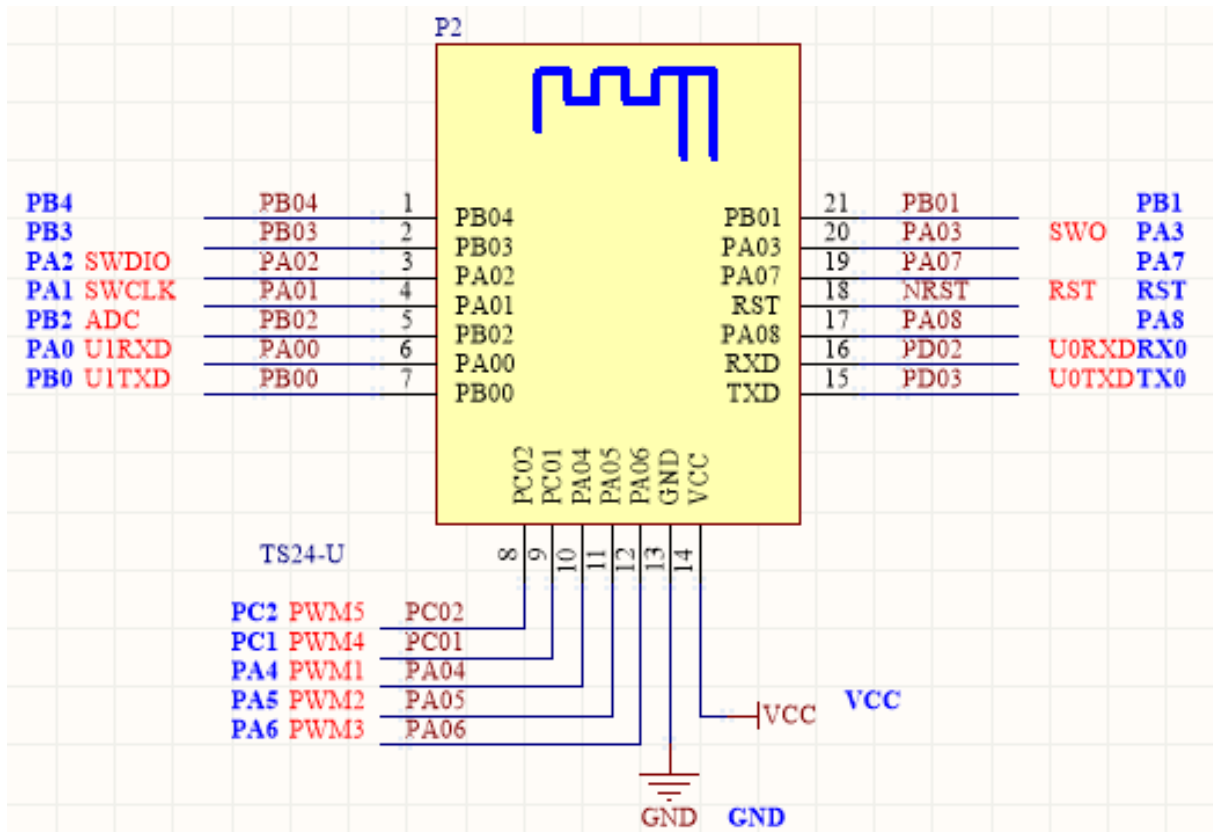 P2
PB4 PB04 1 PB04 PB01 21 PB01 PB1
PB3 PB03 2 PB03 PA03 20 PA03 SWO PA3
PA2 SWDIO PA02 3 PA02 PA07 19 PA07 PA7
PA1 SWCLK PA01 4 PA01 RST 18 NRST RST RST
PB2 ADC PB02 5 PB02 PA08 17 PA08 PA8
PA0 U1RXD PA00 6 PA00 RXD 16 PD02 U0RXD RX0
PB0 U1TXD PB00 7 PB00 TXD 15 PD03 U0TXD TX0
PC02 PC01 PA04 PA05 PA06 GND VCC
TS24-U 8 9 10 11 12 13 14
PC2 PWM5 PC02
PC1 PWM4 PC01
PA4 PWM1 PA04
PA5 PWM2 PA05 VCC VCC
PA6 PWM3 PA06
GND GND